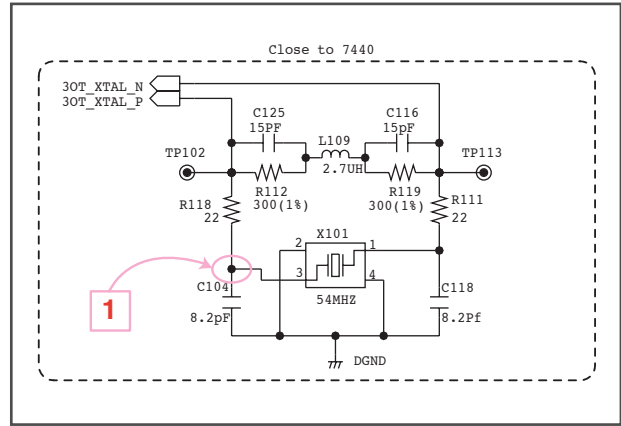 Close to 7440
3OT_XTAL_N
3OT_XTAL_P
C125
15PF
C116
15pF
L109
2.7UH
TP102
TP113
R112
300(1%)
R119
300(1%)
R118
22
R111
22
X101
2
1
3
4
54MHZ
1
C104
8.2pF
C118
8.2Pf
DGND